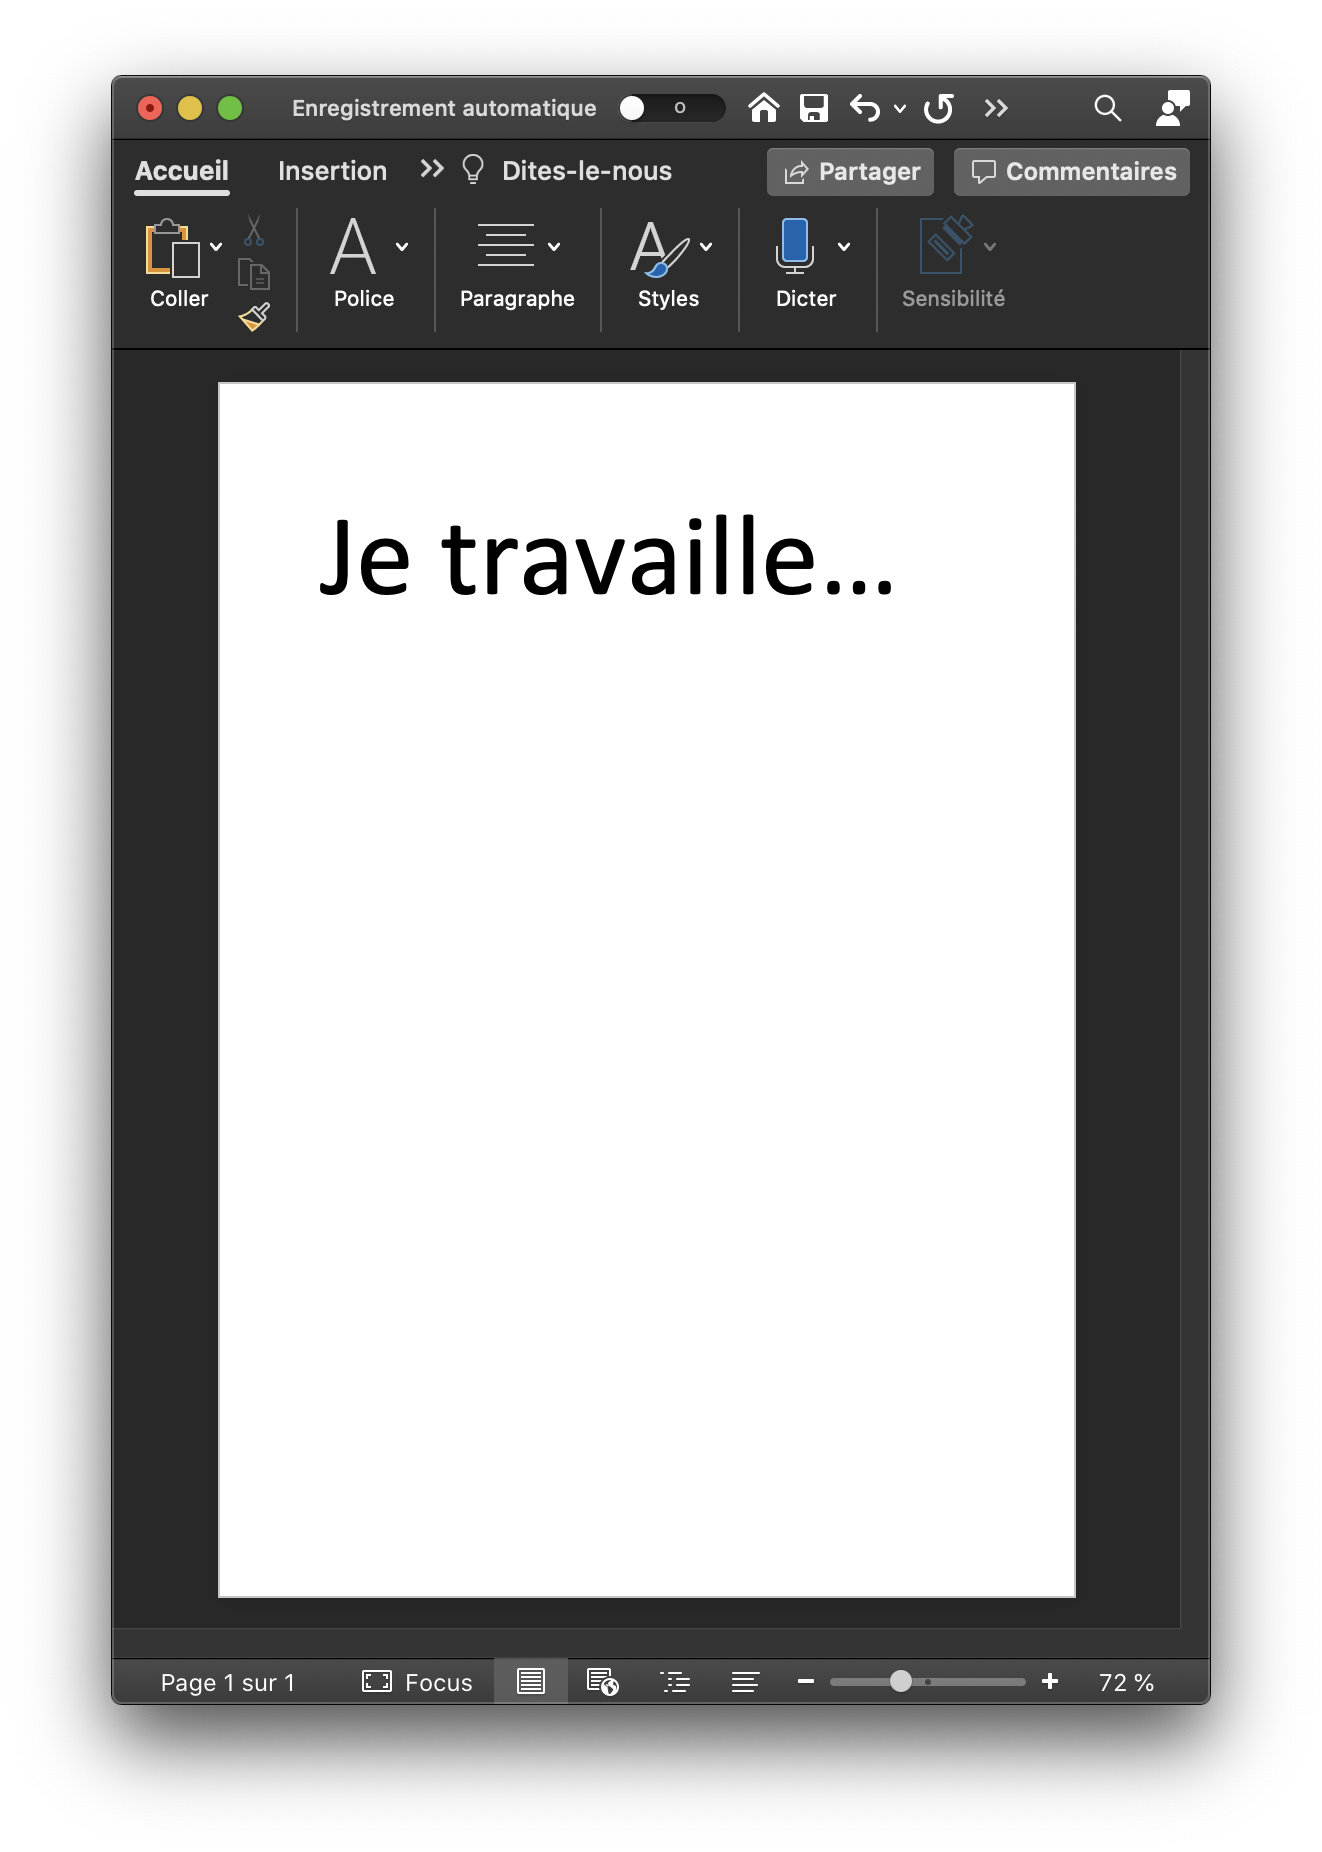 Enregistrement automatique
Accueil Insertion Dites-le-nous Partager Commentaires
Coller Police Paragraphe Styles Dicter Sensibilité
Je travaille...
Page 1 sur 1 Focus 72 %